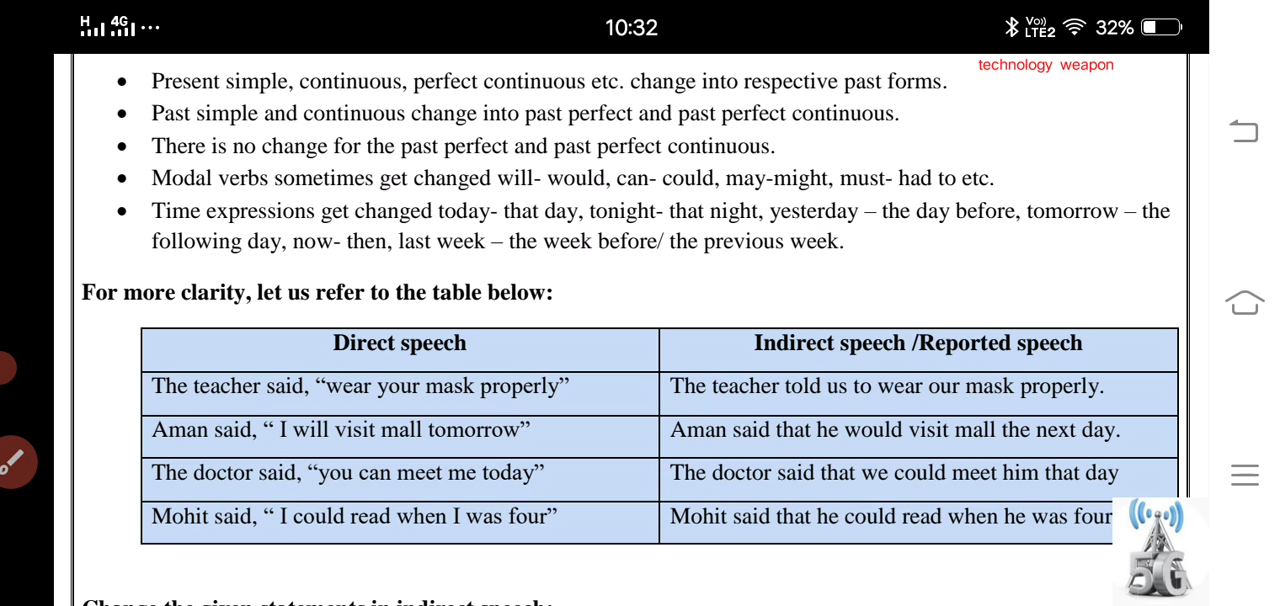 H 4G ... 10:32 Vo)) LTE2 32%
technology weapon
• Present simple, continuous, perfect continuous etc. change into respective past forms.
• Past simple and continuous change into past perfect and past perfect continuous.
• There is no change for the past perfect and past perfect continuous.
• Modal verbs sometimes get changed will- would, can- could, may-might, must- had to etc.
• Time expressions get changed today- that day, tonight- that night, yesterday – the day before, tomorrow – the
following day, now- then, last week – the week before/ the previous week.
For more clarity, let us refer to the table below:
Direct speech Indirect speech /Reported speech
The teacher said, “wear your mask properly” The teacher told us to wear our mask properly.
Aman said, “ I will visit mall tomorrow” Aman said that he would visit mall the next day.
The doctor said, “you can meet me today” The doctor said that we could meet him that day
Mohit said, “ I could read when I was four” Mohit said that he could read when he was four
5G